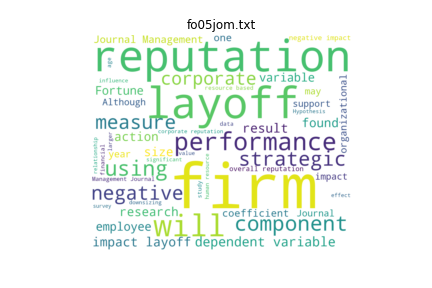 fo05jom.txt
Journal Management
one
negative impact
age
reputation
influence
corporate
variable
Fortune
resource based
Although
layoff
may
support
Hypothesis
organizational
measure
data
found
action
corporate reputation
result
performance
relationship
financial
larger
year
size
strategic
using
significant
value
overall reputation
Management Journal
human resource
impact
firm
negative
study
effect
downsizing
survey
research
will
coefficient
Journal
component
employee
impact layoff
dependent variable